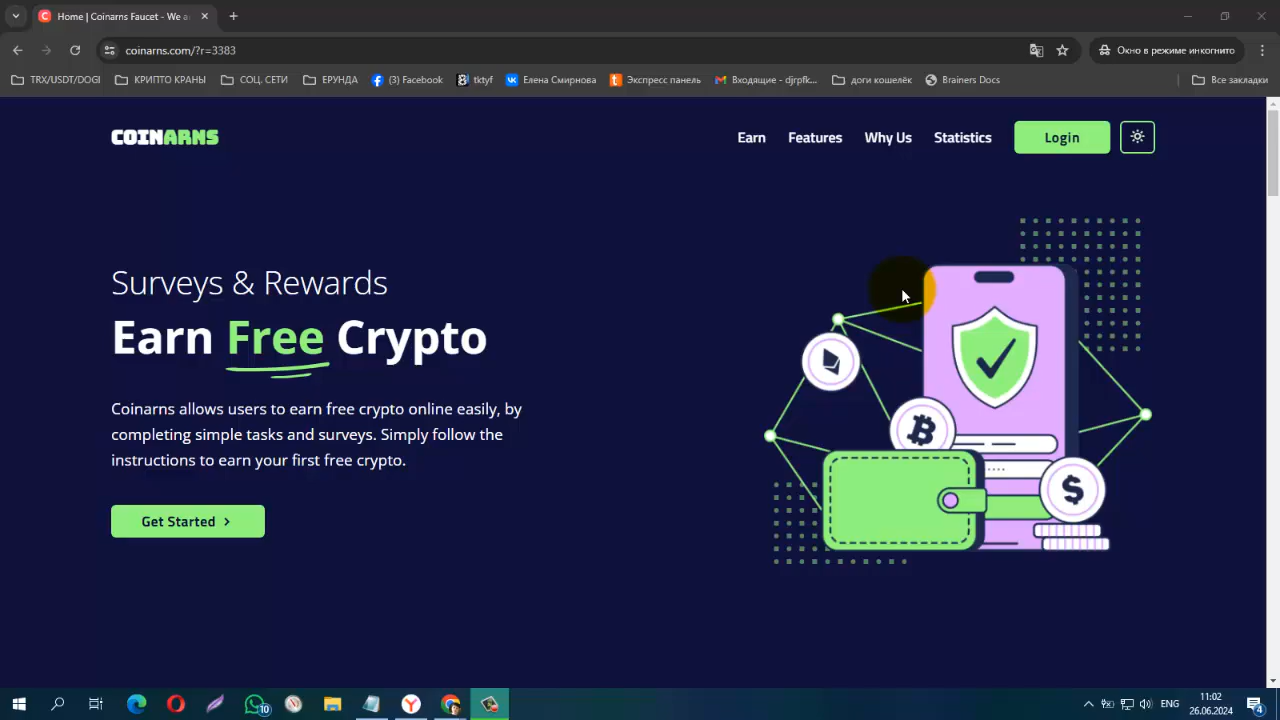 Home | Coinarns Faucet - We a
coinarns.com/?r=3383
Окно в режиме инкогнито
TRX/USDT/DOGI
КРИПТО КРАНЫ
СОЦ. СЕТИ
ЕРУНДА
(3) Facebook
tktyf
Елена Смирнова
Экспресс панель
Входящие - djrpfk...
доги кошелёк
Brainers Docs
Все закладки
COINARNS
Earn
Features
Why Us
Statistics
Login
Surveys & Rewards
Earn Free Crypto
Coinarns allows users to earn free crypto online easily, by
completing simple tasks and surveys. Simply follow the
instructions to earn your first free crypto.
Get Started
10
ENG
11:02
26.06.2024
4